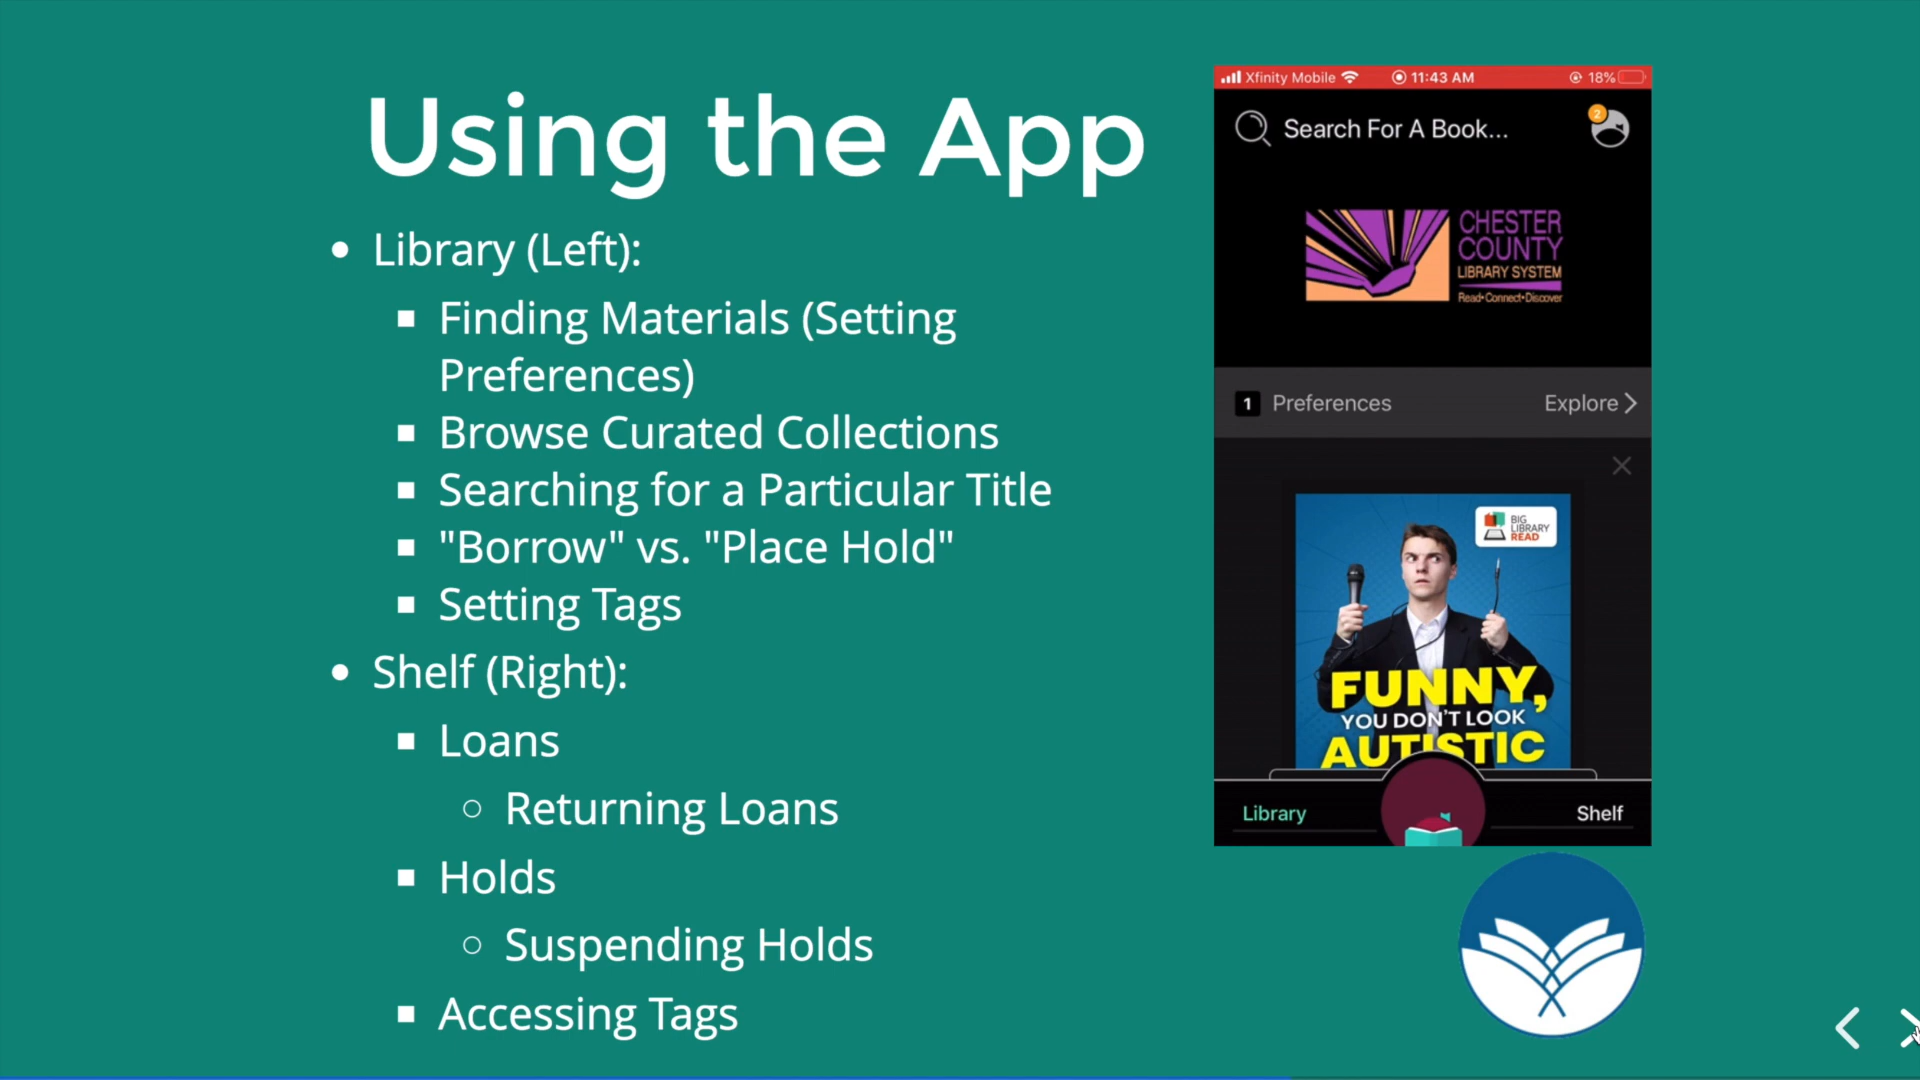 Using the App
Library (Left):
Finding Materials (Setting
Preferences)
Browse Curated Collections
Searching for a Particular Title
"Borrow" vs. "Place Hold"
Setting Tags
Shelf (Right):
Loans
Returning Loans
Holds
Suspending Holds
Accessing Tags
Xfinity Mobile 11:43 AM 18%
Search For A Book...
2
CHESTER
COUNTY
LIBRARY SYSTEM
Read•Connect•Discover
1 Preferences Explore
BIG
LIBRARY
READ
FUNNY,
YOU DON'T LOOK
AUTISTIC
Library Shelf